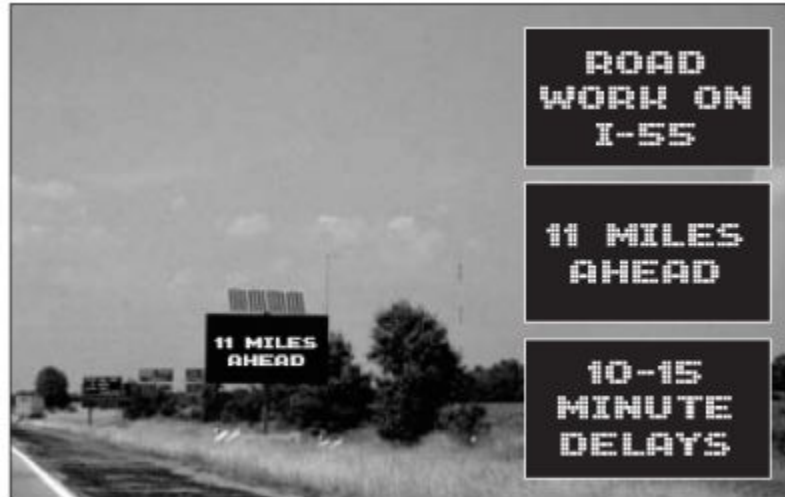 ROAD
WORK ON
I-55
11 MILES
AHEAD
11 MILES
AHEAD
10-15
MINUTE
DELAYS